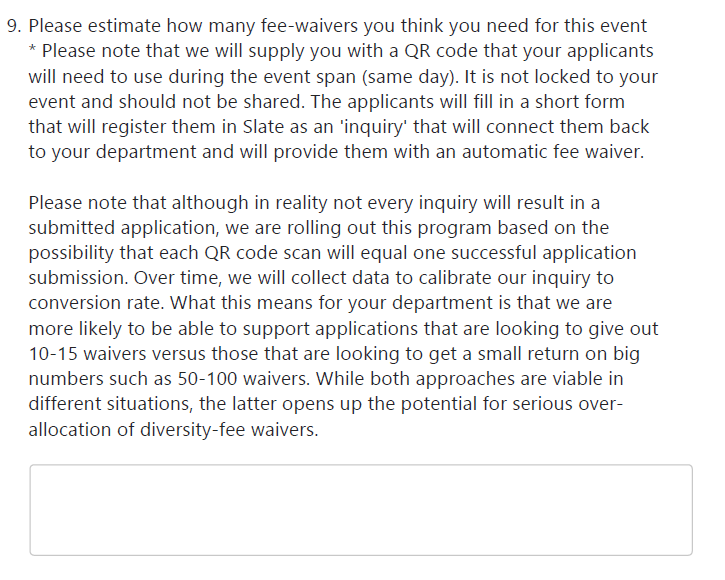 9. Please estimate how many fee-waivers you think you need for this event
* Please note that we will supply you with a QR code that your applicants
will need to use during the event span (same day). It is not locked to your
event and should not be shared. The applicants will fill in a short form
that will register them in Slate as an 'inquiry' that will connect them back
to your department and will provide them with an automatic fee waiver.
Please note that although in reality not every inquiry will result in a
submitted application, we are rolling out this program based on the
possibility that each QR code scan will equal one successful application
submission. Over time, we will collect data to calibrate our inquiry to
conversion rate. What this means for your department is that we are
more likely to be able to support applications that are looking to give out
10-15 waivers versus those that are looking to get a small return on big
numbers such as 50-100 waivers. While both approaches are viable in
different situations, the latter opens up the potential for serious over-
allocation of diversity-fee waivers.